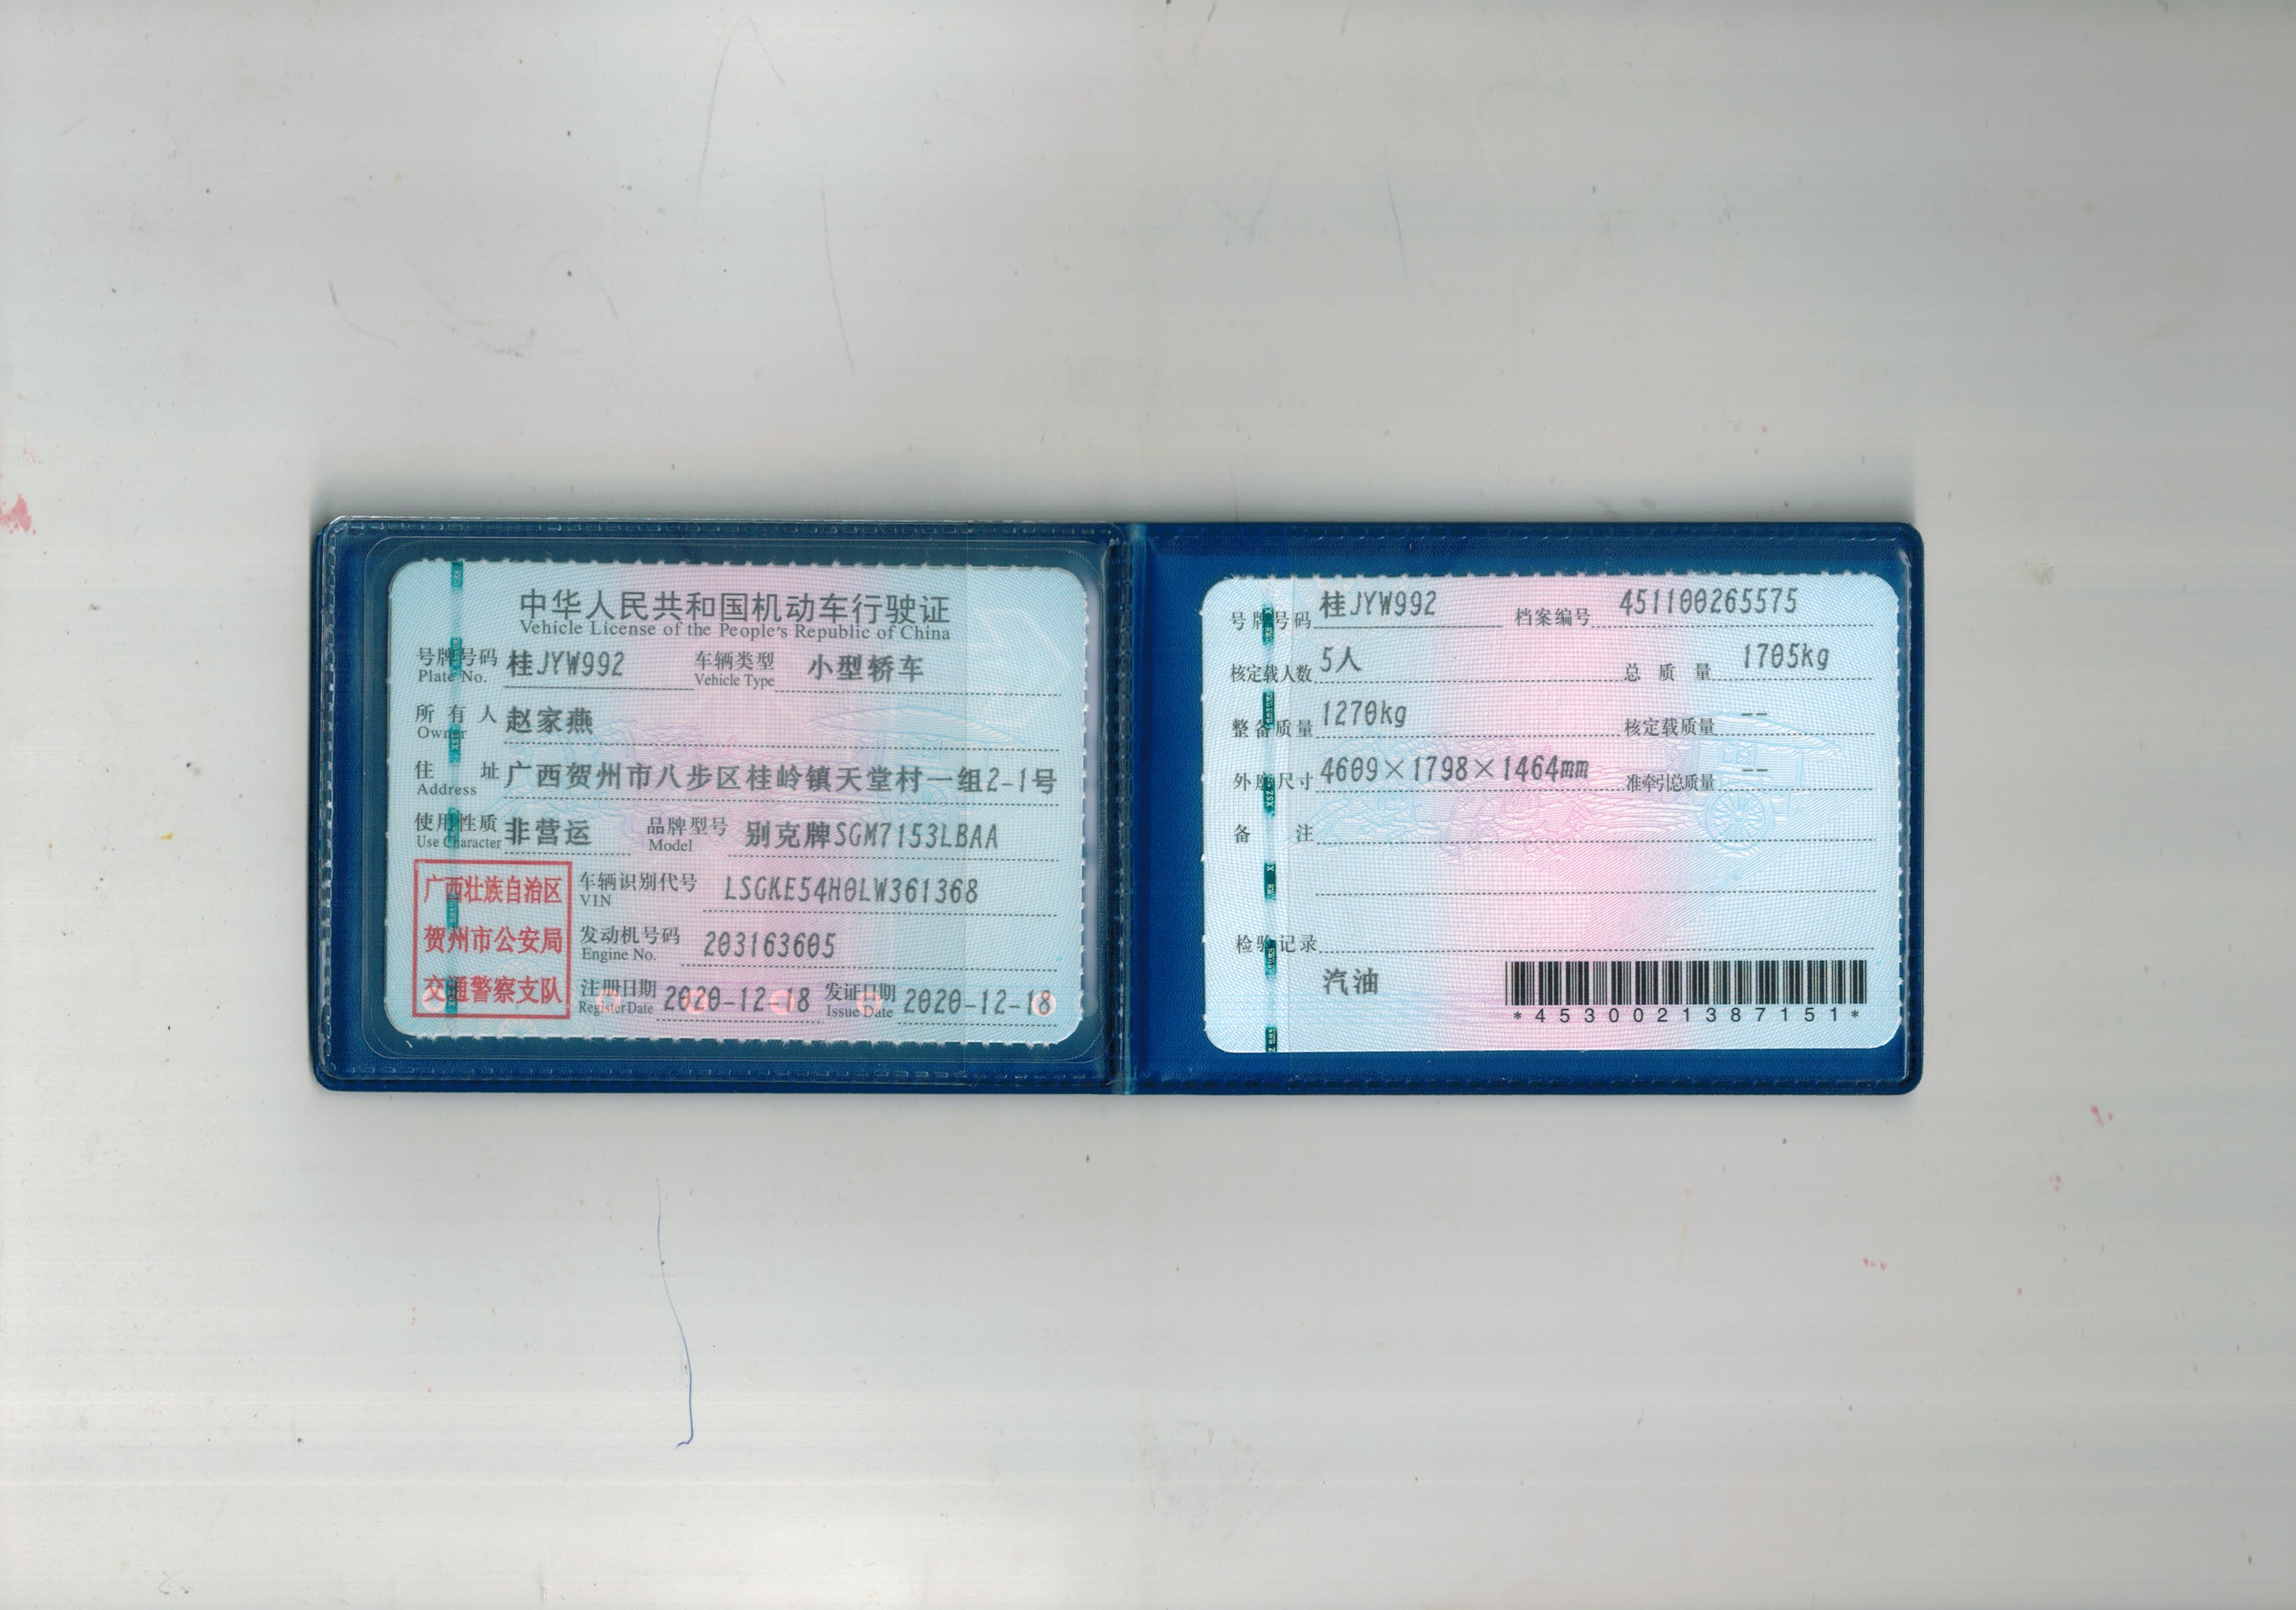 中华人民共和国机动车行驶证
Vehicle License of the People's Republic of China
号牌号码 桂JYW992 车辆类型 小型轿车
Plate No. Vehicle Type
所有人 赵家燕
Owner
住址 广西贺州市八步区桂岭镇天堂村一组2-1号
Address
使用性质 非营运 品牌型号 别克牌SGM7153LBAA
Use Character Model
广西壮族自治区
贺州市公安局
交通警察支队
车辆识别代号 LSGKE54H0LW361368
VIN
发动机号码 203163605
Engine No.
注册日期 2020-12-18 发证日期 2020-12-18
Register Date Issue Date
号牌号码 桂JYW992 档案编号 451100265575
核定载人数 5人 总质量 1705kg
整备质量 1270kg 核定载质量 --
外廓尺寸 4609×1798×1464mm 准牵引总质量 --
备注
检验记录
汽油
*4530021387151*